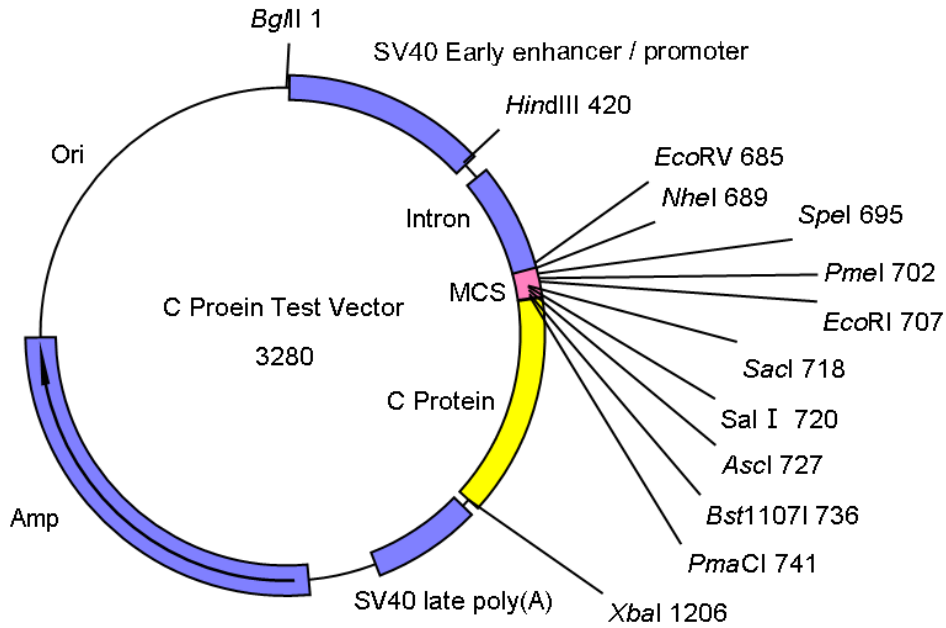 BglII 1
SV40 Early enhancer / promoter
HindIII 420
Ori
EcoRV 685
NheI 689
SpeI 695
Intron
PmeI 702
MCS
C Proein Test Vector
EcoRI 707
3280
SacI 718
C Protein
Sal Ⅰ 720
AscI 727
Bst1107I 736
Amp
PmaCI 741
SV40 late poly(A)
XbaI 1206